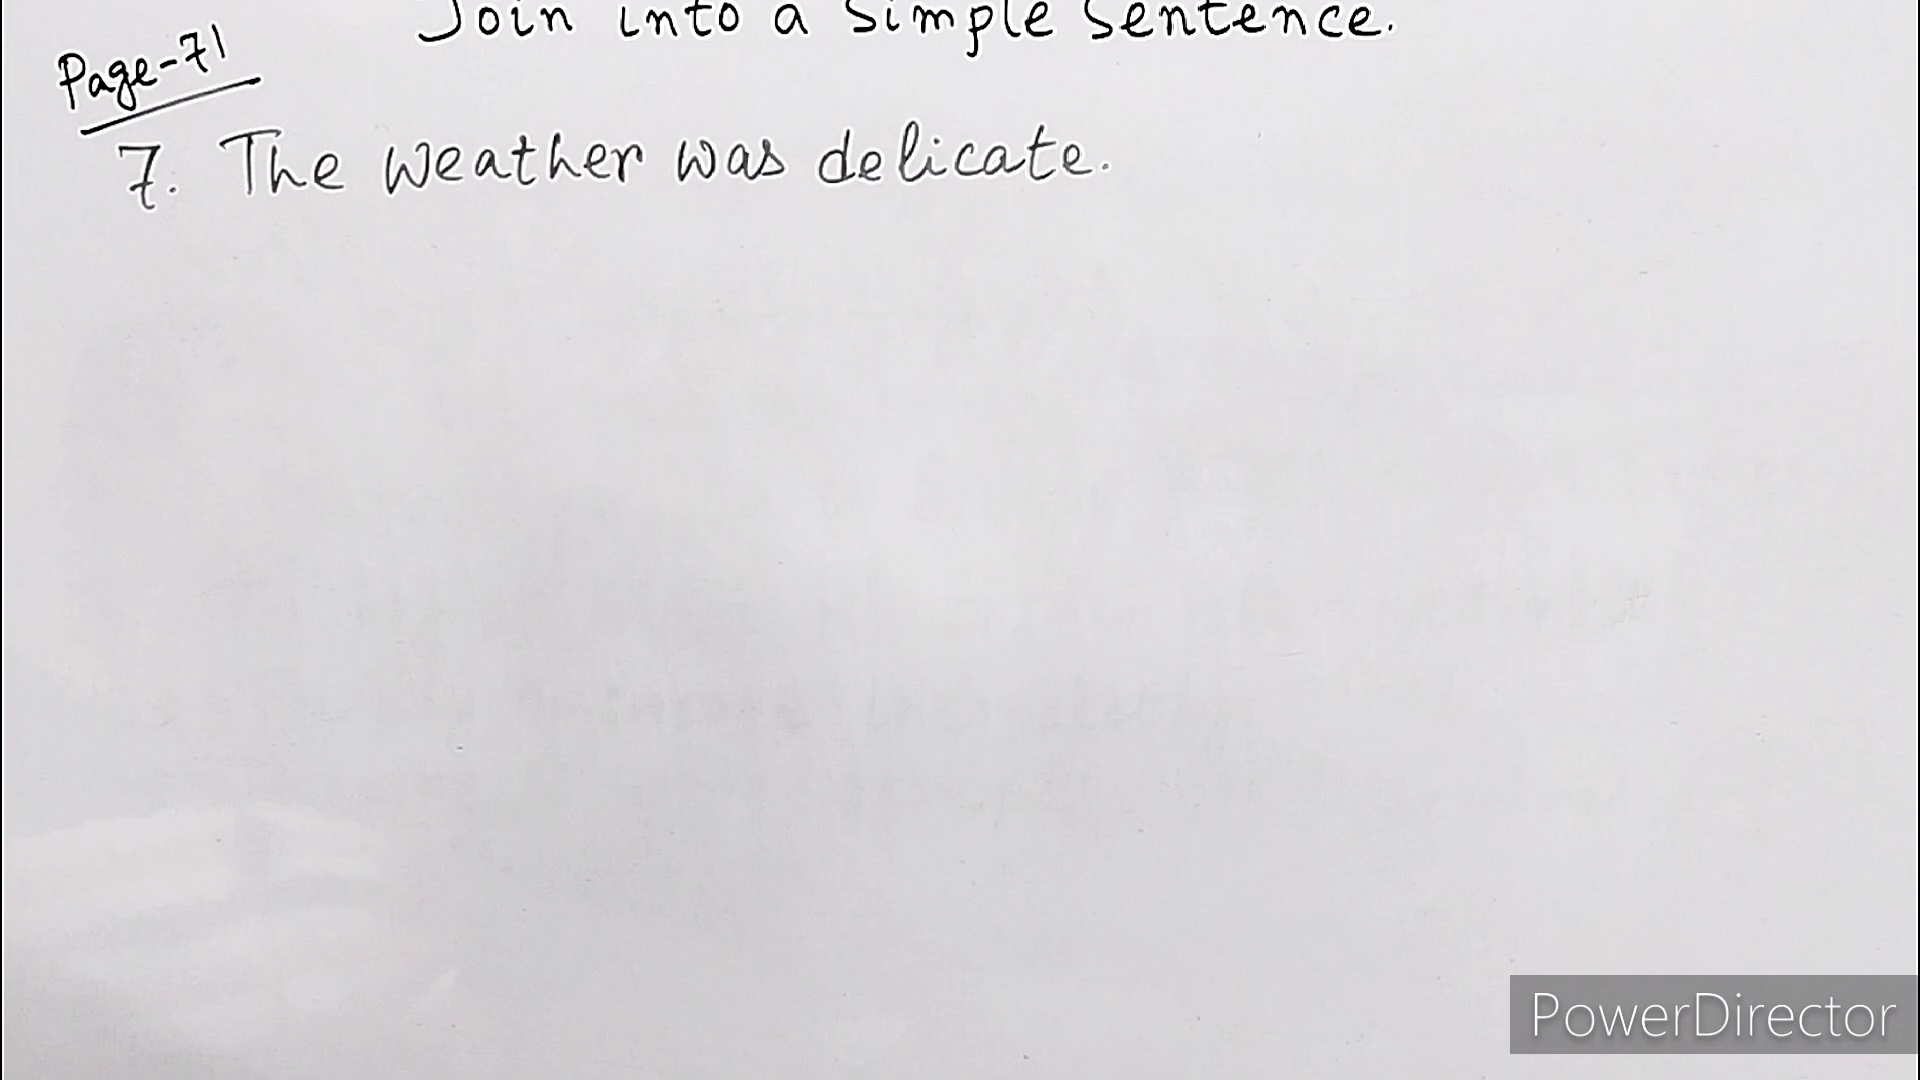 Join into a simple sentence.
Page-71
7. The weather was delicate.
PowerDirector